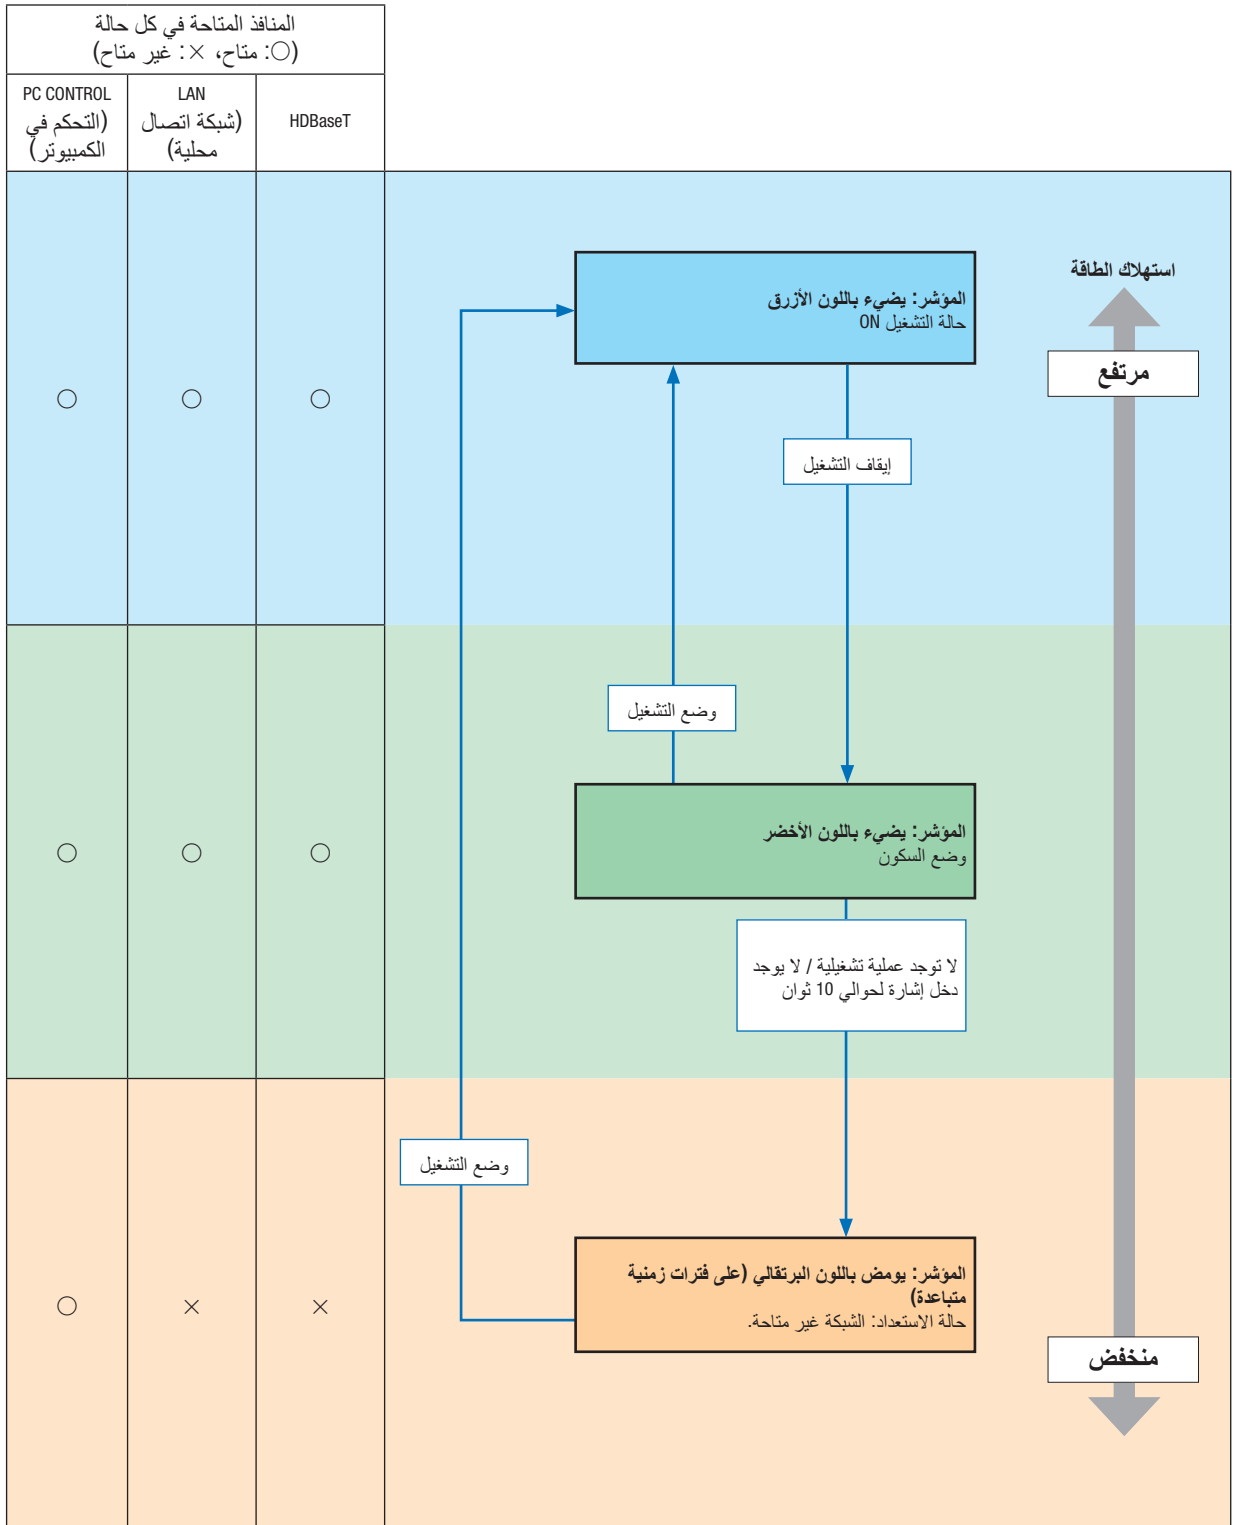 المنافذ المتاحة في كل حالة
(○: متاح، ×: غير متاح)
HDBaseT
LAN
(شبكة اتصال
محلية)
PC CONTROL
(التحكم في
الكمبيوتر)
استهلاك الطاقة
مرتفع
المؤشر: يضيء باللون الأزرق
حالة التشغيل ON
○
○
○
إيقاف التشغيل
وضع التشغيل
المؤشر: يضيء باللون الأخضر
وضع السكون
○
○
○
لا توجد عملية تشغيلية / لا يوجد
دخل إشارة لحوالي 10 ثوان
وضع التشغيل
المؤشر: يومض باللون البرتقالي (على فترات زمنية
متباعدة)
حالة الاستعداد: الشبكة غير متاحة.
×
×
○
منخفض